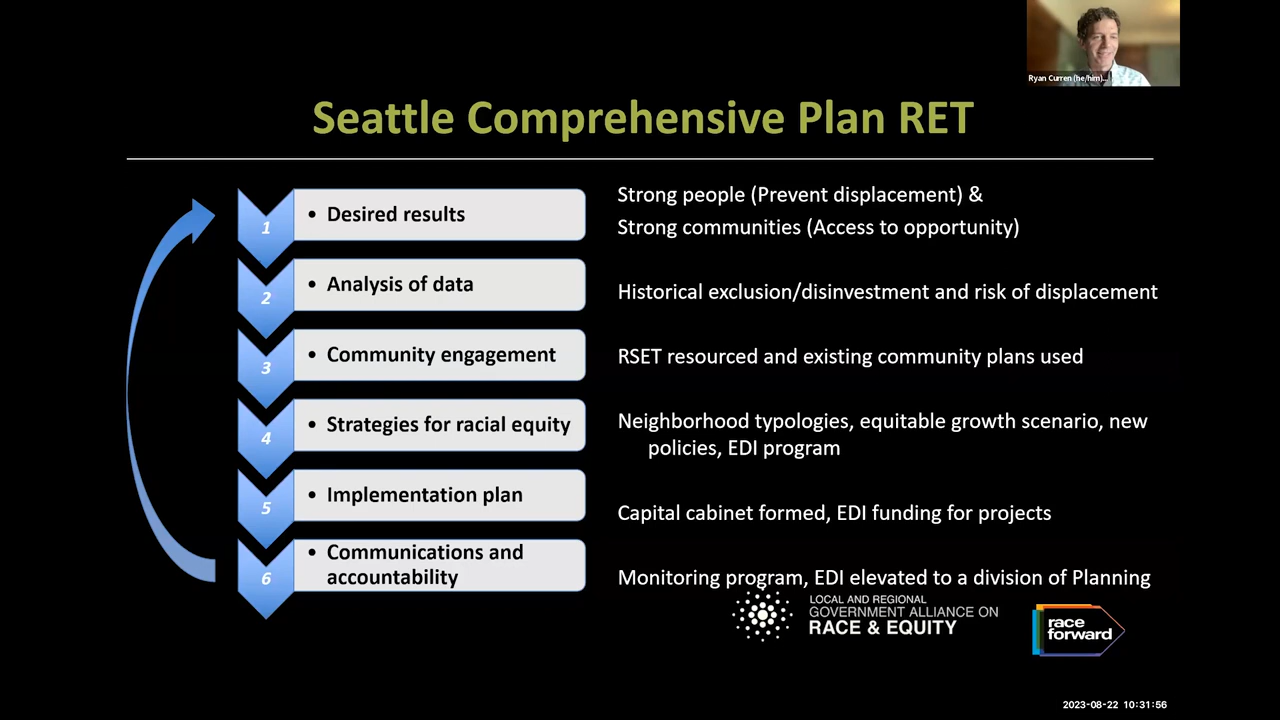 Ryan Curren (he/him)...
Seattle Comprehensive Plan RET
1
• Desired results
Strong people (Prevent displacement) &
Strong communities (Access to opportunity)
2
• Analysis of data
Historical exclusion/disinvestment and risk of displacement
3
• Community engagement
RSET resourced and existing community plans used
4
• Strategies for racial equity
Neighborhood typologies, equitable growth scenario, new
policies, EDI program
5
• Implementation plan
Capital cabinet formed, EDI funding for projects
6
• Communications and
accountability
Monitoring program, EDI elevated to a division of Planning
LOCAL AND REGIONAL
GOVERNMENT ALLIANCE ON
RACE & EQUITY
race
forward
2023-08-22 10:31:56